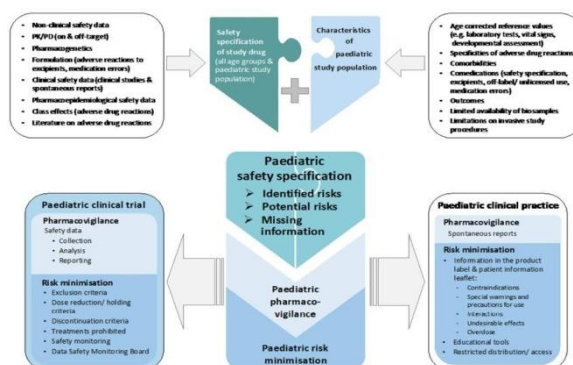 Non-clinical safety data
PK/PD (on & off-target)
Pharmacogenetics
Formulation (adverse reactions to
excipients, medication errors)
Clinical safety data (clinical studies &
spontaneous reports)
Pharmacoepidemiological safety data
Class effects (adverse drug reactions)
Literature on adverse drug reactions
Safety
specification
of study drug
(all age groups &
paediatric study
population)
Characteristics
of
paediatric
study population
Age corrected reference values
(e.g. laboratory tests, vital signs,
developmental assessment)
Specificities of adverse drug reactions
Comorbidities
Comedications (safety specification,
excipients, off-label/ unlicensed use,
medication errors)
Outcomes
Limited availability of biosamples
Limitations on invasive study
procedures
Paediatric
safety specification
Identified risks
Potential risks
Missing
information
Paediatric
pharmaco-
vigilance
Paediatric risk
minimisation
Paediatric clinical trial
Pharmacovigilance
Safety data
Collection
Analysis
Reporting
Risk minimisation
Exclusion criteria
Dose reduction/ holding
criteria
Discontinuation criteria
Treatments prohibited
Safety monitoring
Data Safety Monitoring Board
Paediatric clinical practice
Pharmacovigilance
Spontaneous reports
Risk minimisation
Information in the product
label & patient information
leaflet:
- Contraindications
- Special warnings and
precautions for use
- Interactions
- Undesirable effects
- Overdose
Educational tools
Restricted distribution/ access